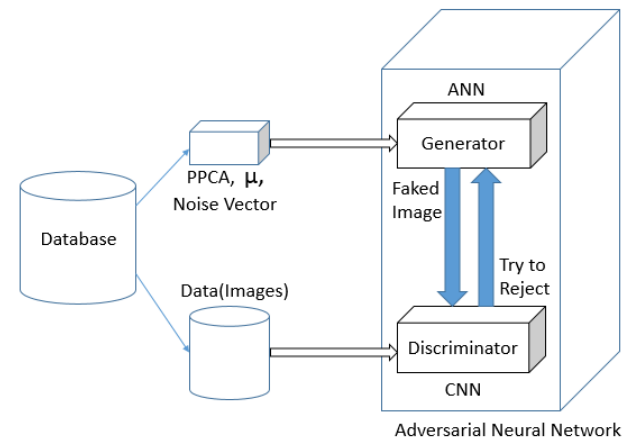 ANN
Generator
PPCA, μ,
Noise Vector
Faked
Image
Database
Try to
Reject
Data(Images)
Discriminator
CNN
Adversarial Neural Network